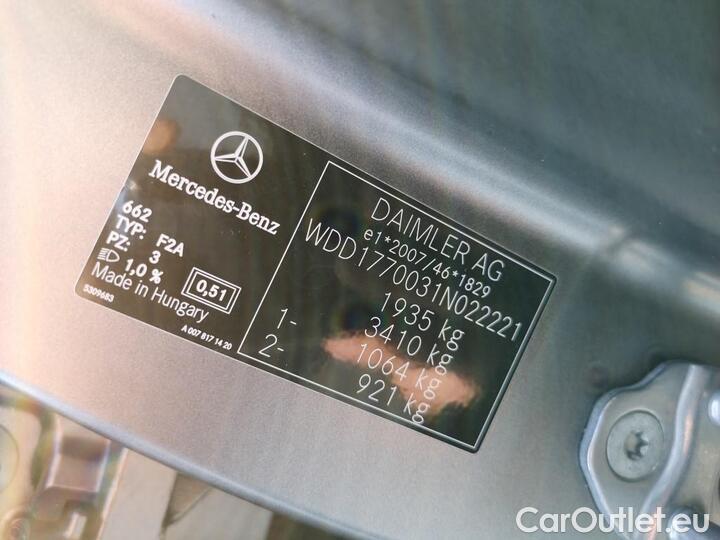 Mercedes-Benz
662
TYP: F2A
PZ: 3
1,0 %
0,51
Made in Hungary
5309683
A 007 817 14 20
DAIMLER AG
e1*2007/46*1829
WDD1770031N022221
1935 kg
3410 kg
1- 1064 kg
2- 921 kg
CarOutlet.eu